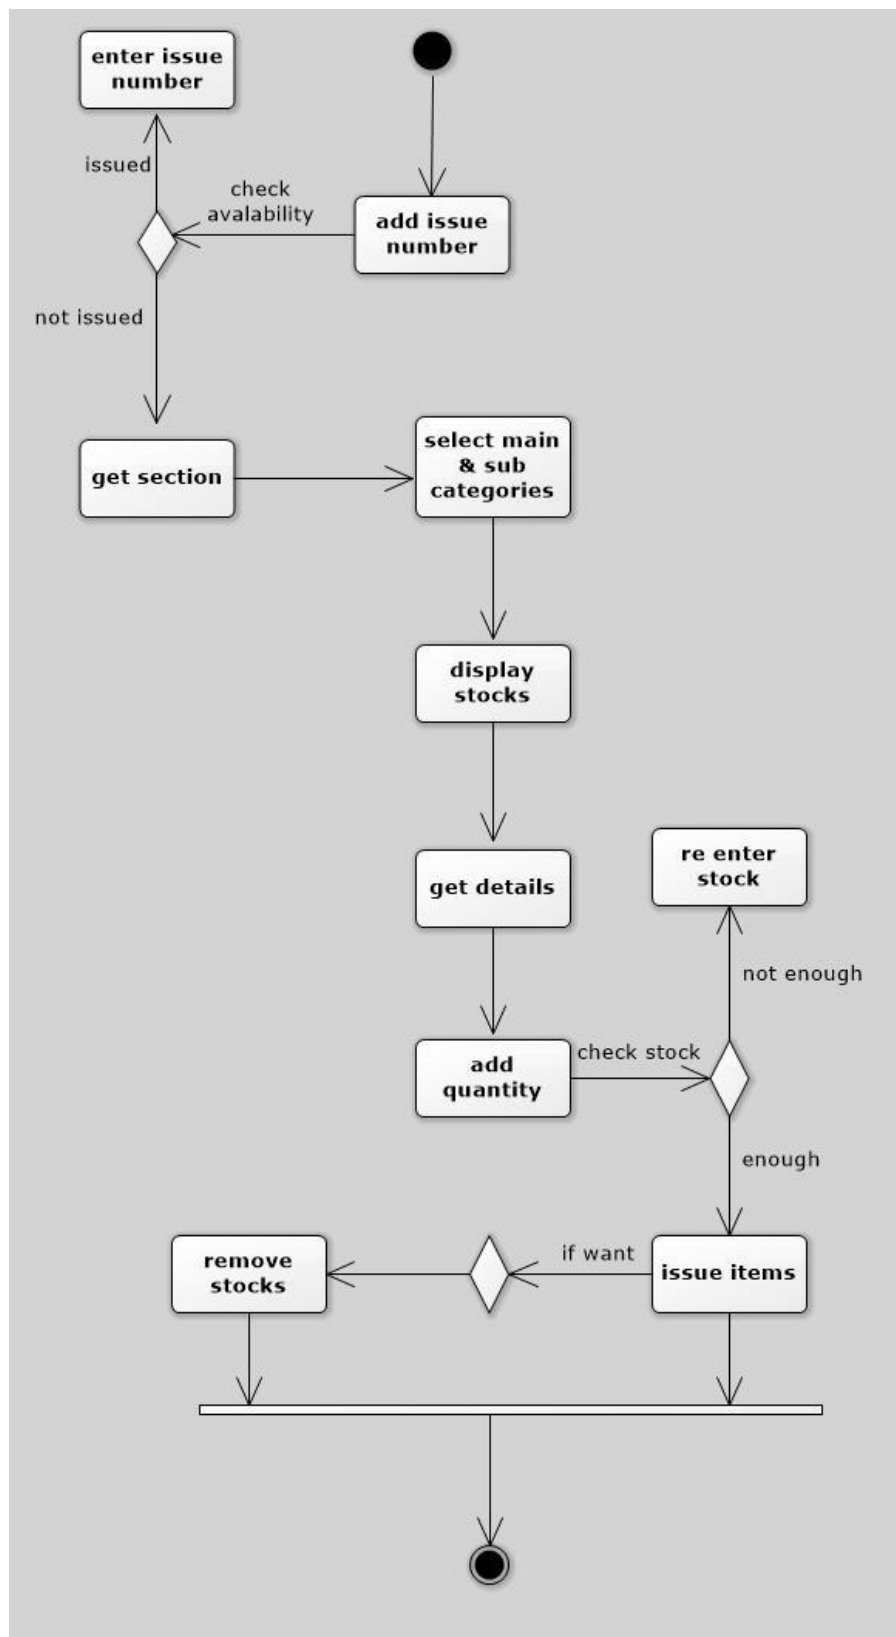 enter issue
number
issued
check
avalability
add issue
number
not issued
get section
select main
& sub
categories
display
stocks
get details
re enter
stock
not enough
add
quantity
check stock
enough
remove
stocks
if want
issue items